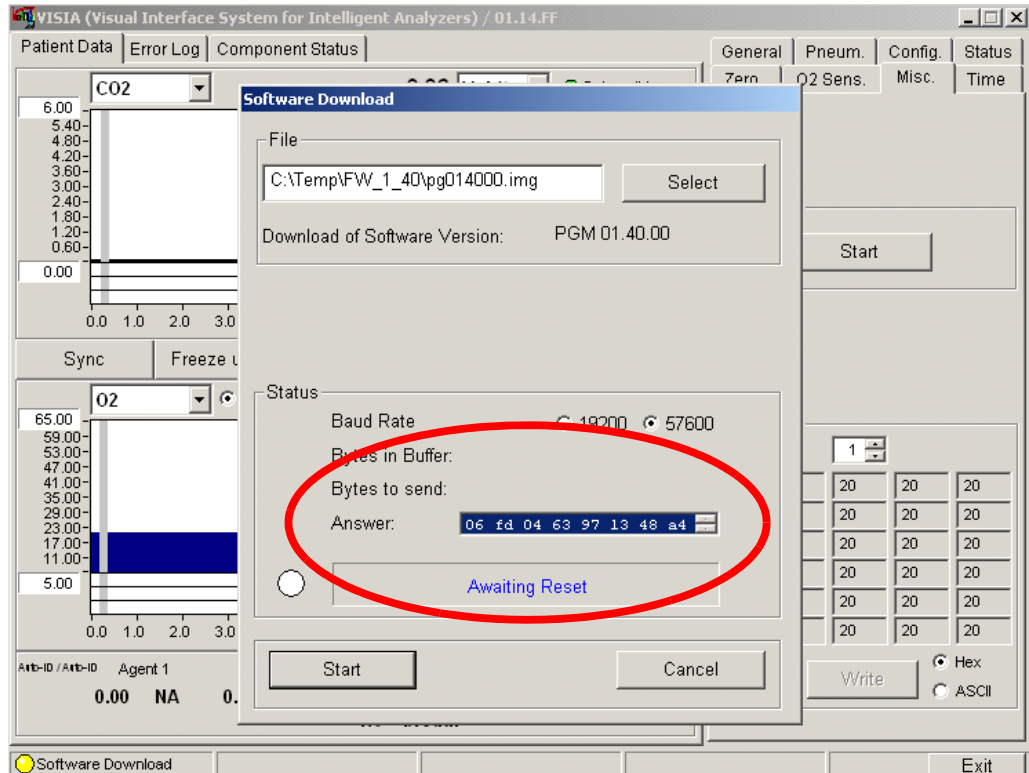 VISIA (Visual Interface System for Intelligent Analyzers) / 01.14.FF
Patient Data Error Log Component Status
General Pneum. Config. Status
Zero O2 Sens. Misc. Time
CO2
6.00
5.40
4.80
4.20
3.60
3.00
2.40
1.80
1.20
0.60
0.00
0.0 1.0 2.0 3.0
Sync Freeze
O2
65.00
59.00
53.00
47.00
41.00
35.00
29.00
23.00
17.00
11.00
5.00
0.0 1.0 2.0 3.0
Auto-ID / Auto-ID Agent 1
0.00 NA 0.
Software Download
File
C:\Temp\FW_1_40\pg014000.img Select
Download of Software Version: PGM 01.40.00
Status
Baud Rate 19200 57600
Bytes in Buffer:
Bytes to send:
Answer: 06 fd 04 63 97 13 48 a4
Awaiting Reset
Start Cancel
Start
1
20 20 20
20 20 20
20 20 20
20 20 20
20 20 20
20 20 20
Write Hex
ASCII
Software Download Exit